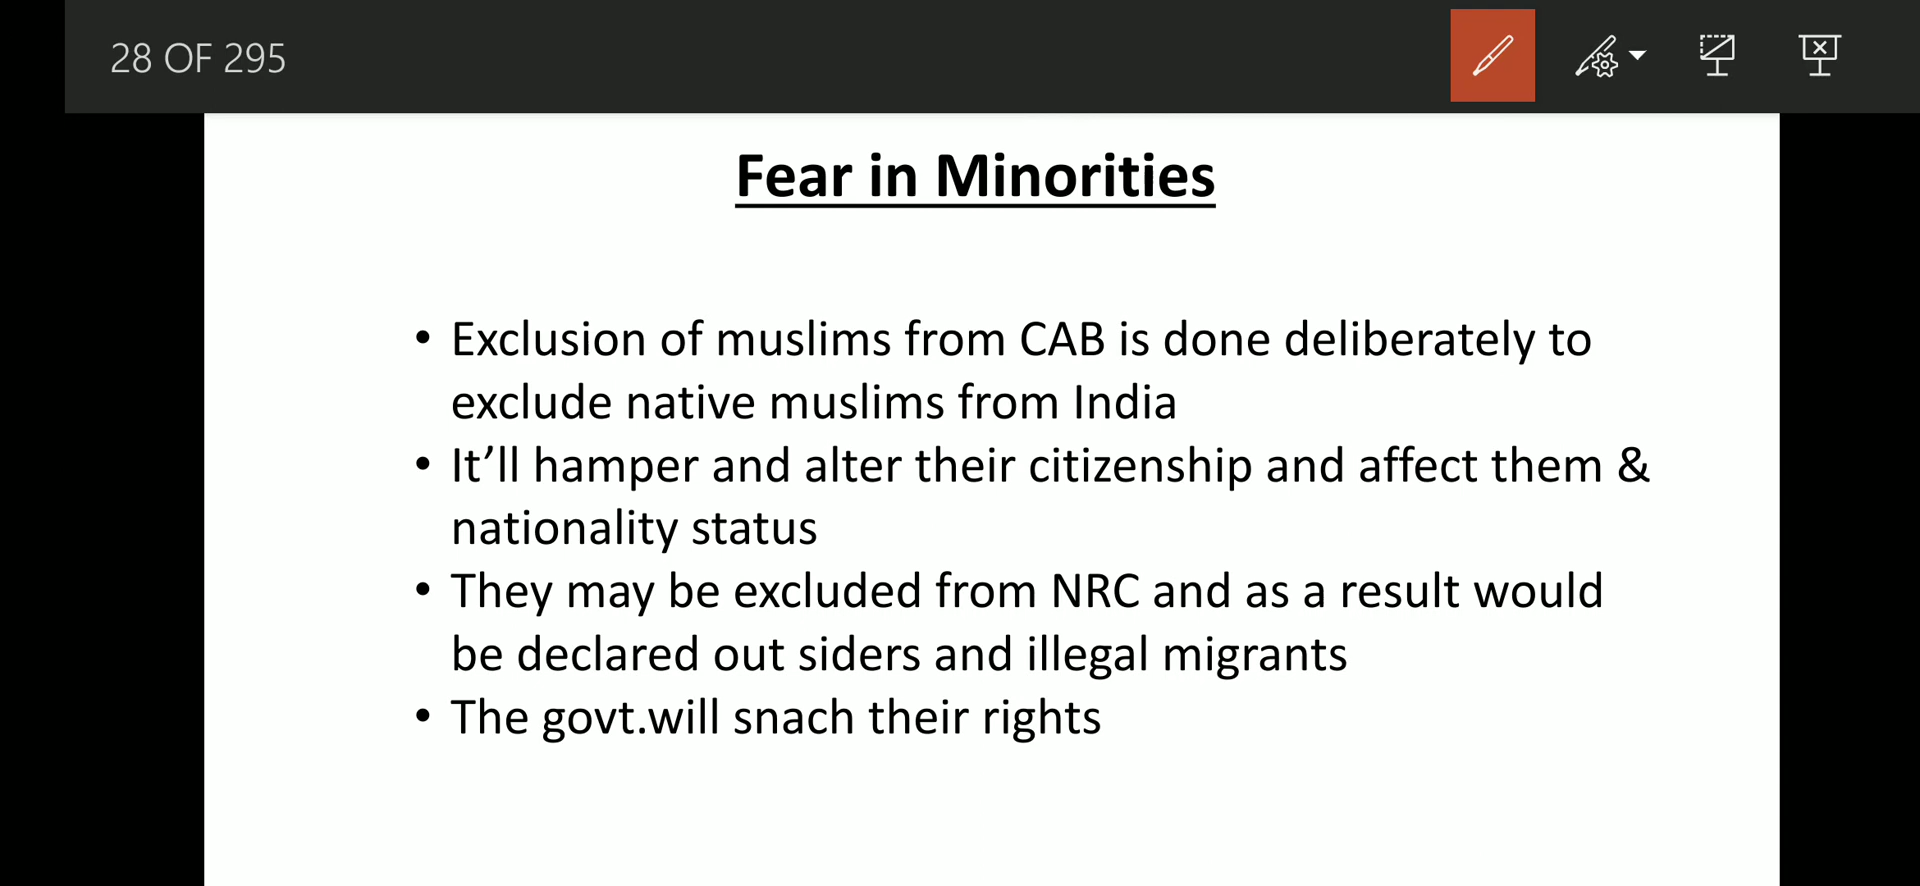 28 OF 295
Fear in Minorities
• Exclusion of muslims from CAB is done deliberately to
exclude native muslims from India
• It’ll hamper and alter their citizenship and affect them &
nationality status
• They may be excluded from NRC and as a result would
be declared out siders and illegal migrants
• The govt.will snach their rights